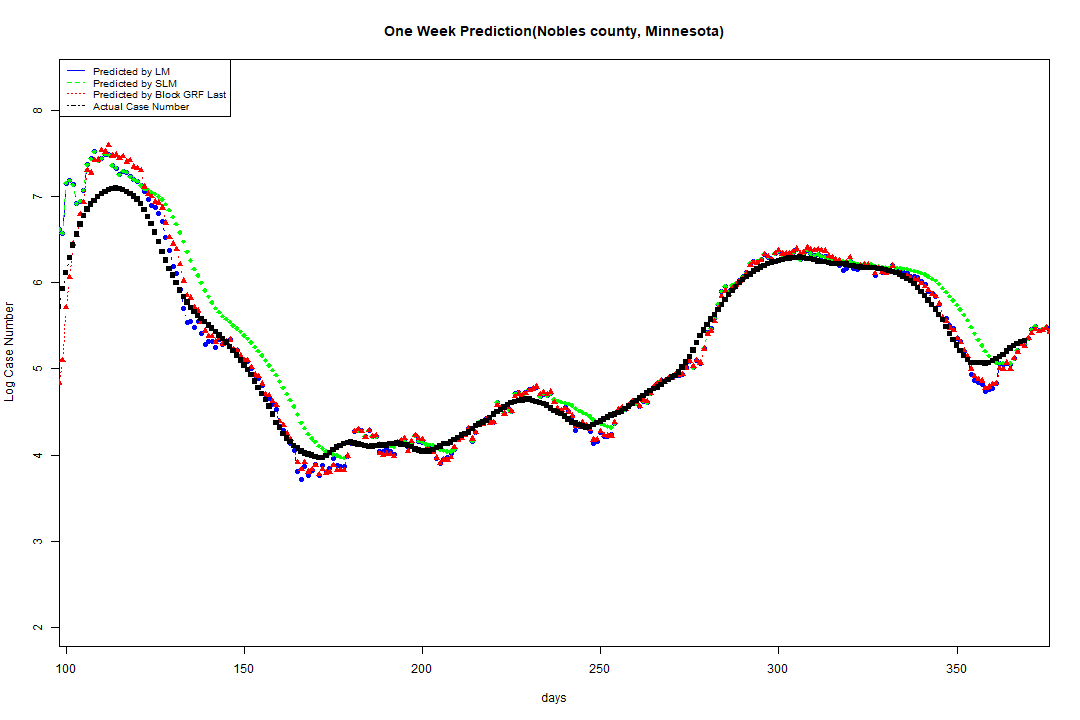 One Week Prediction(Nobles county, Minnesota)
Predicted by LM
Predicted by SLM
Predicted by Block GRF Last
Actual Case Number
Log Case Number
8
7
6
5
4
3
2
100 150 200 250 300 350
days